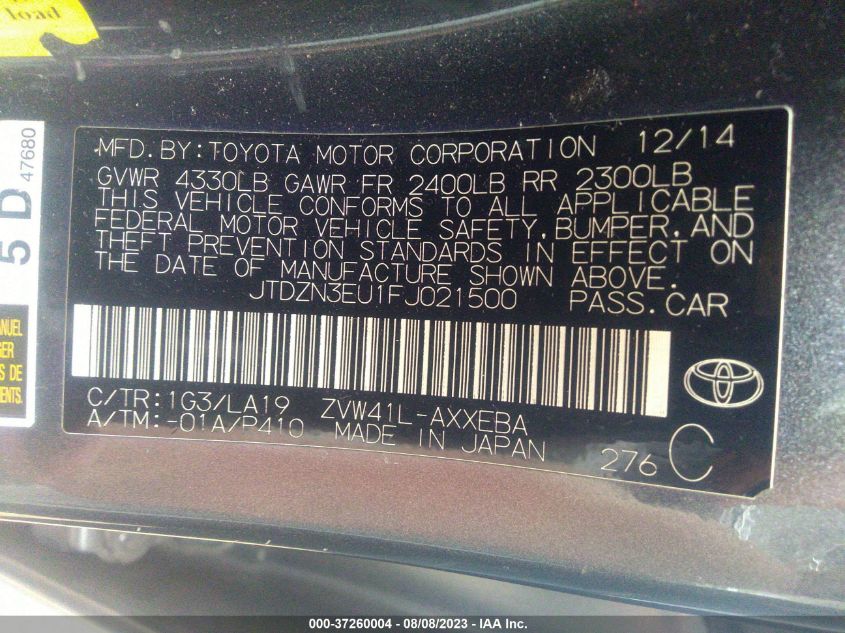 load
5 D
47680
MFD.BY:TOYOTA MOTOR CORPORATION 12/14
GVWR 4330LB GAWR FR 2400LB RR 2300LB
THIS VEHICLE CONFORMS TO ALL APPLICABLE
FEDERAL MOTOR VEHICLE SAFETY,BUMPER,AND
THEFT PREVENTION STANDARDS IN EFFECT ON
THE DATE OF MANUFACTURE SHOWN ABOVE.
JTDZN3EU1FJ021500 PASS.CAR
C/TR:1G3/LA19 ZVW41L-AXXEBA
A/TM:-01A/P410 MADE IN JAPAN
276 C
DE
000-37260004 - 08/08/2023 - IAA Inc.